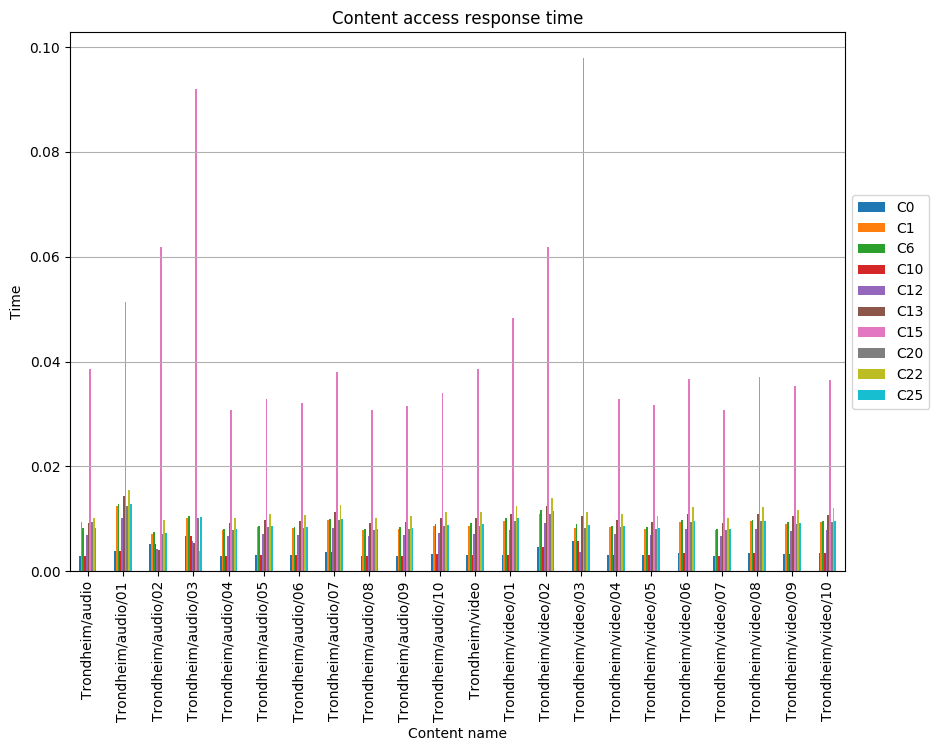 Content access response time
0.10
0.08
0.06
0.04
0.02
0.00
Time
C0
C1
C6
C10
C12
C13
C15
C20
C22
C25
Trondheim/audio
Trondheim/audio/01
Trondheim/audio/02
Trondheim/audio/03
Trondheim/audio/04
Trondheim/audio/05
Trondheim/audio/06
Trondheim/audio/07
Trondheim/audio/08
Trondheim/audio/09
Trondheim/audio/10
Trondheim/video
Trondheim/video/01
Trondheim/video/02
Trondheim/video/03
Trondheim/video/04
Trondheim/video/05
Trondheim/video/06
Trondheim/video/07
Trondheim/video/08
Trondheim/video/09
Trondheim/video/10
Content name